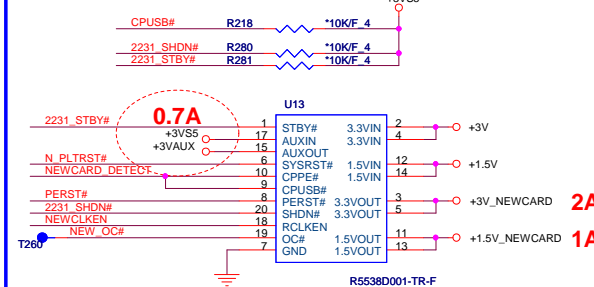 +3VS5
CPUSB# R218 *10K/F_4
2231_SHDN# R280 *10K/F_4
2231_STBY# R281 *10K/F_4
U13
0.7A
2231_STBY# 1 STBY# 3.3VIN 2 +3V
+3VS5 17 AUXIN 3.3VIN 4
+3VAUX 15 AUXOUT
N_PLTRST# 6 SYSRST# 1.5VIN 12 +1.5V
NEWCARD_DETECT 10 CPPE# 1.5VIN 14
9 CPUSB#
PERST# 8 PERST# 3.3VOUT 3 +3V_NEWCARD 2A
2231_SHDN# 20 SHDN# 3.3VOUT 5
NEWCLKEN 18 RCLKEN
T260 NEW_OC# 19 OC# 1.5VOUT 11 +1.5V_NEWCARD 1A
7 GND 1.5VOUT 13
R5538D001-TR-F